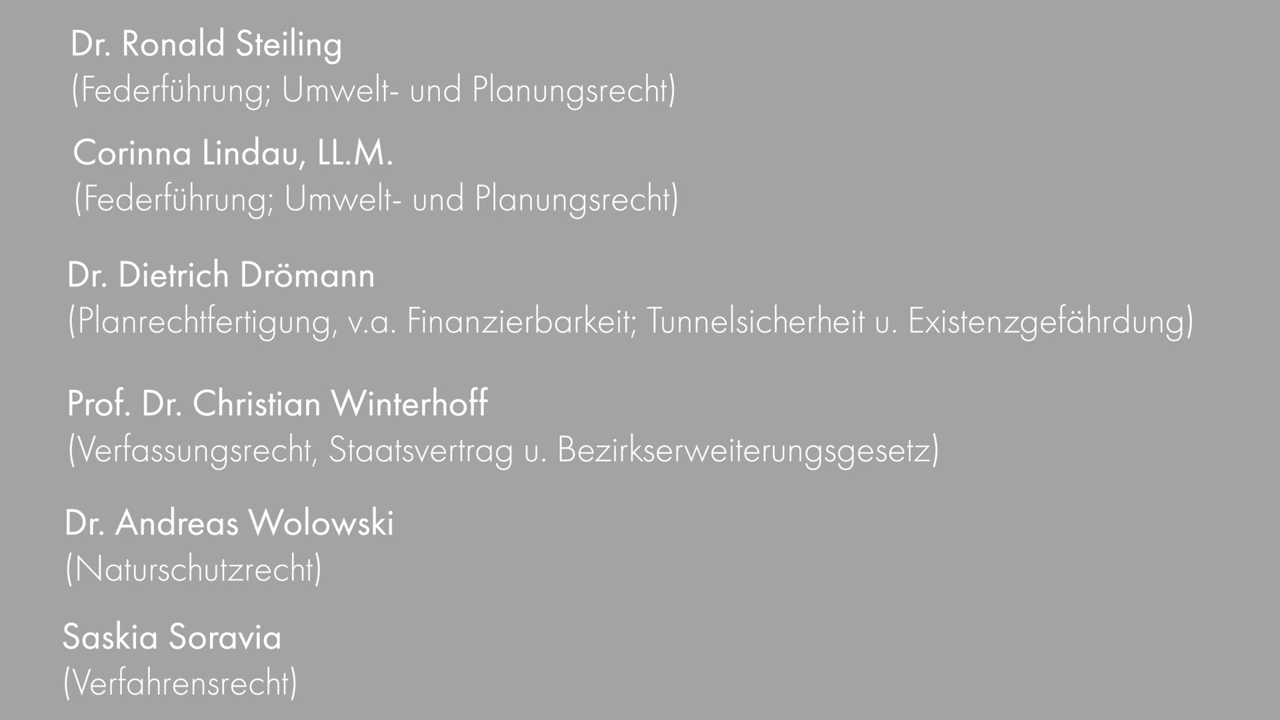 Dr. Ronald Steiling
(Federführung; Umwelt- und Planungsrecht)
Corinna Lindau, LL.M.
(Federführung; Umwelt- und Planungsrecht)
Dr. Dietrich Drömann
(Planrechtfertigung, v.a. Finanzierbarkeit; Tunnelsicherheit u. Existenzgefährdung)
Prof. Dr. Christian Winterhoff
(Verfassungsrecht, Staatsvertrag u. Bezirkserweiterungsgesetz)
Dr. Andreas Wolowski
(Naturschutzrecht)
Saskia Soravia
(Verfahrensrecht)